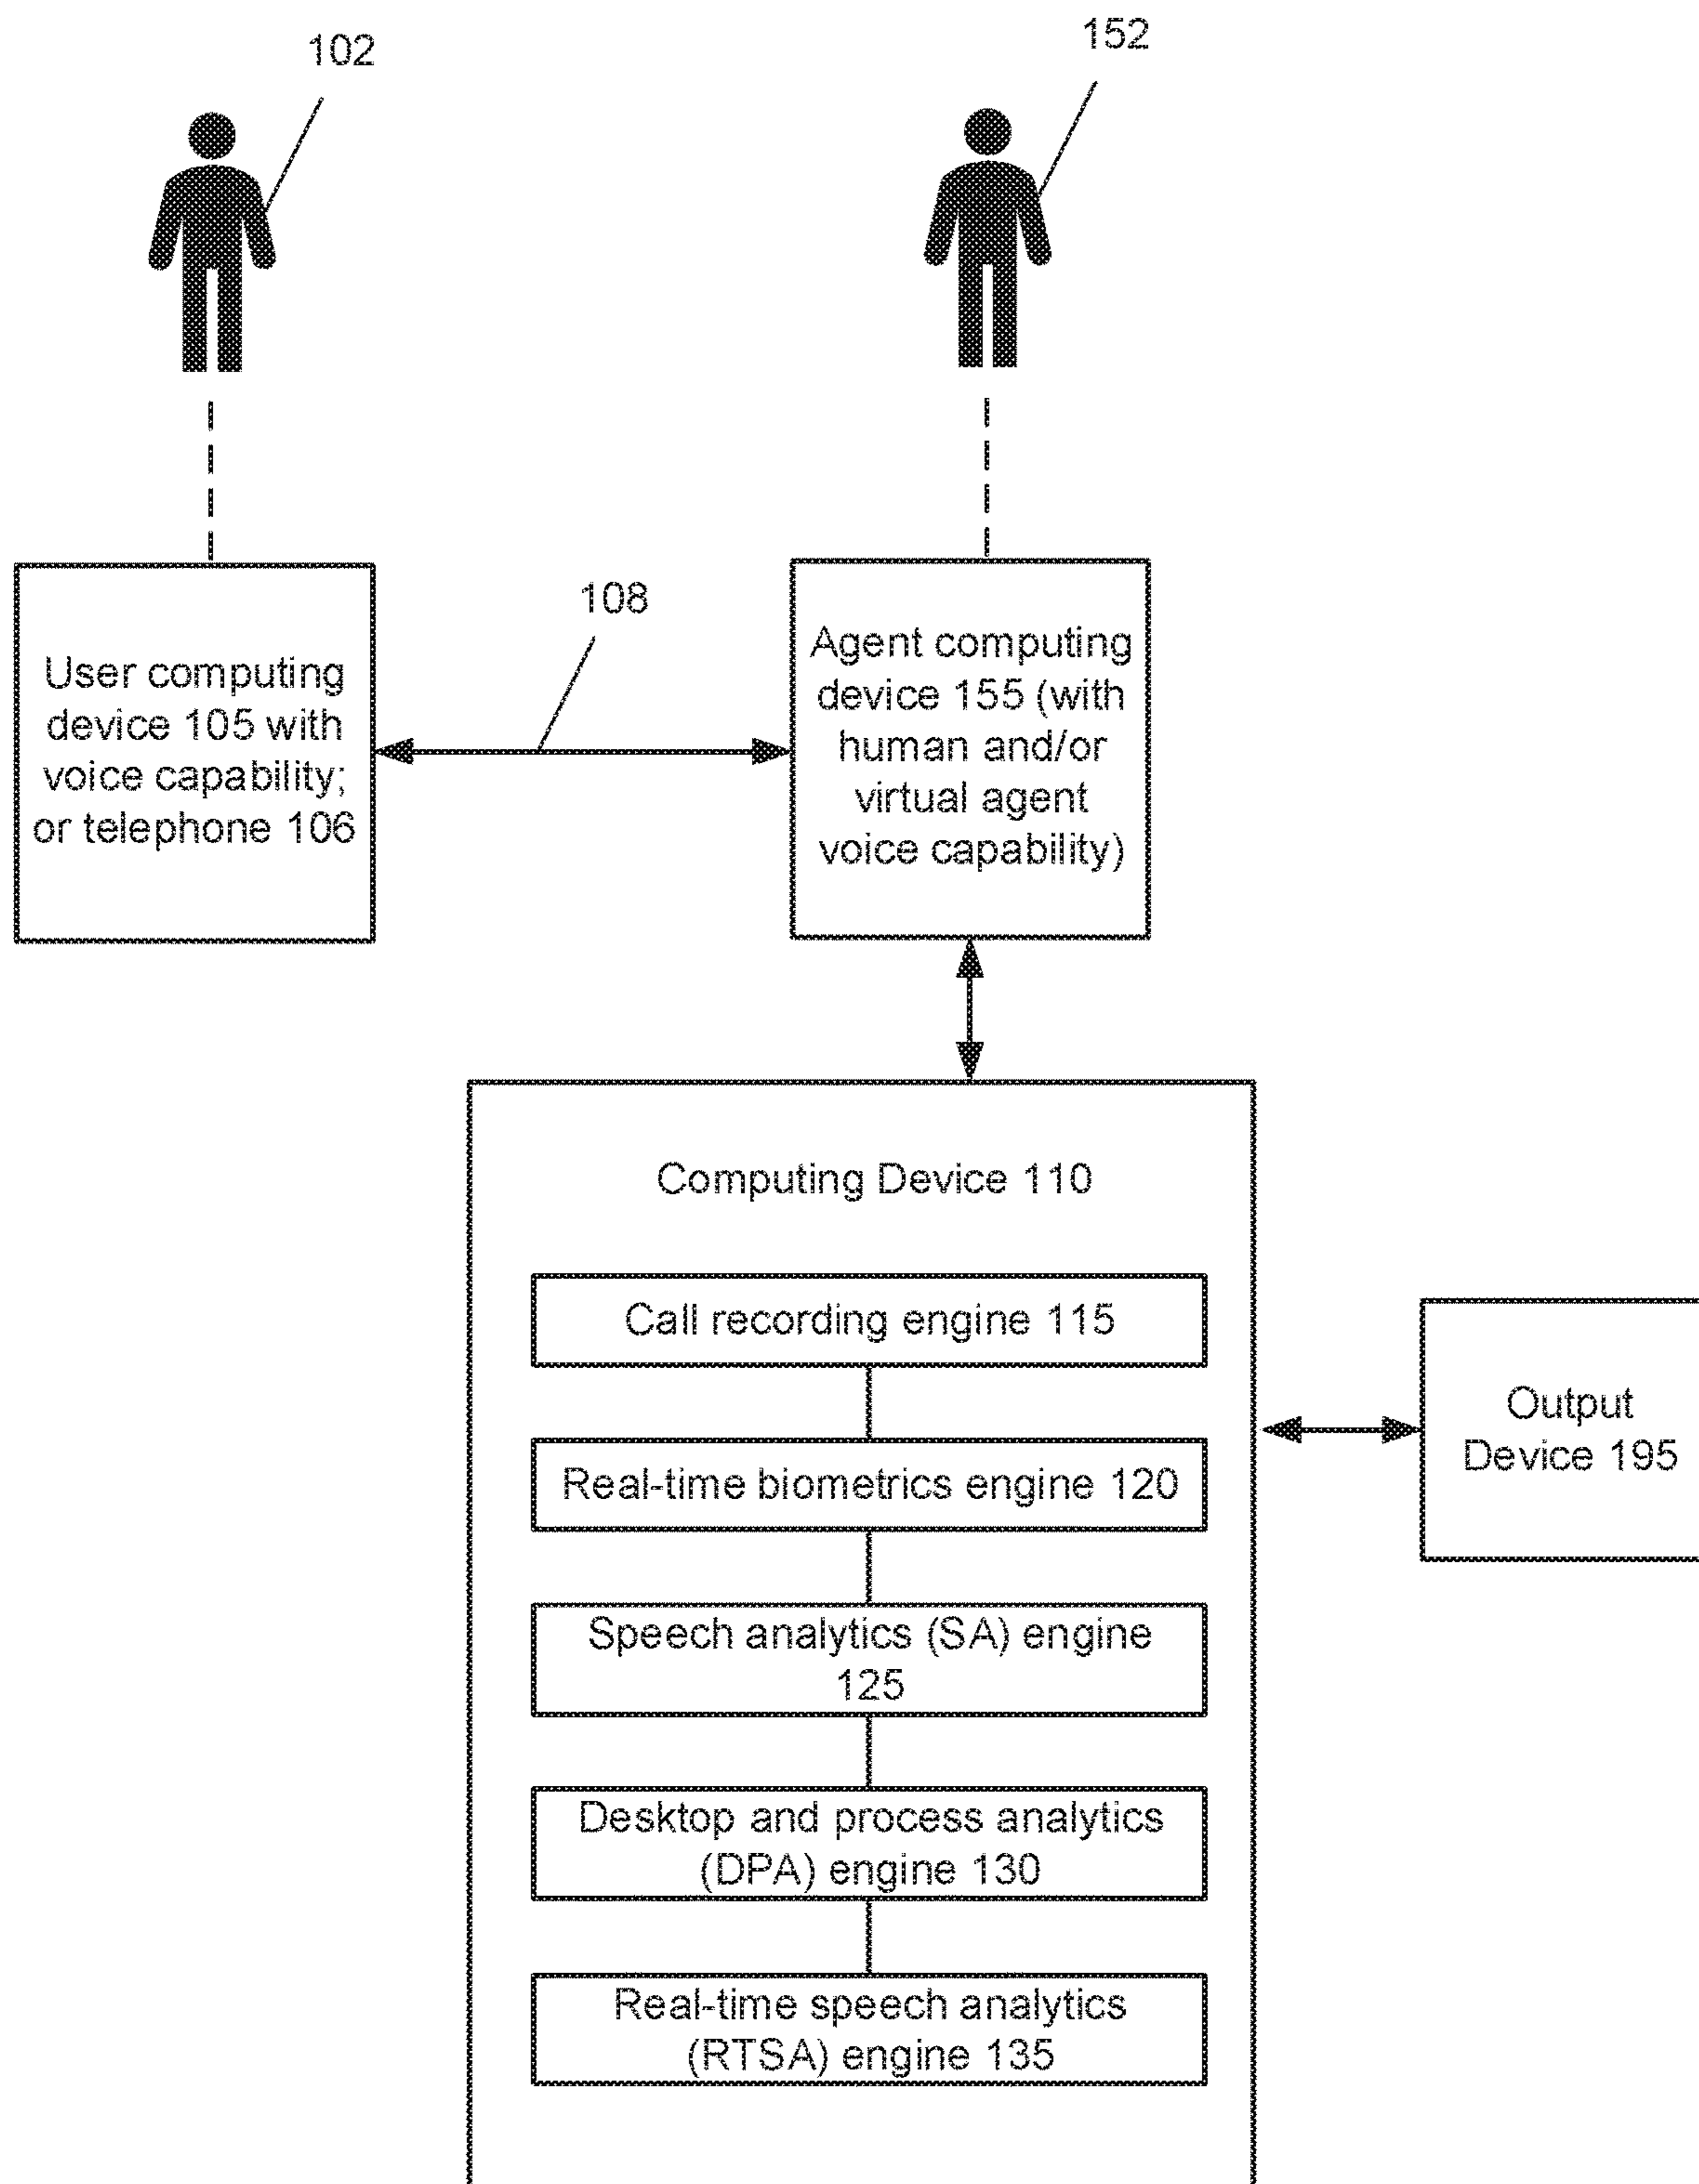 102
152
User computing
device 105 with
voice capability;
or telephone 106
108
Agent computing
device 155 (with
human and/or
virtual agent
voice capability)
Computing Device 110
Call recording engine 115
Real-time biometrics engine 120
Speech analytics (SA) engine
125
Desktop and process analytics
(DPA) engine 130
Real-time speech analytics
(RTSA) engine 135
Output
Device 195